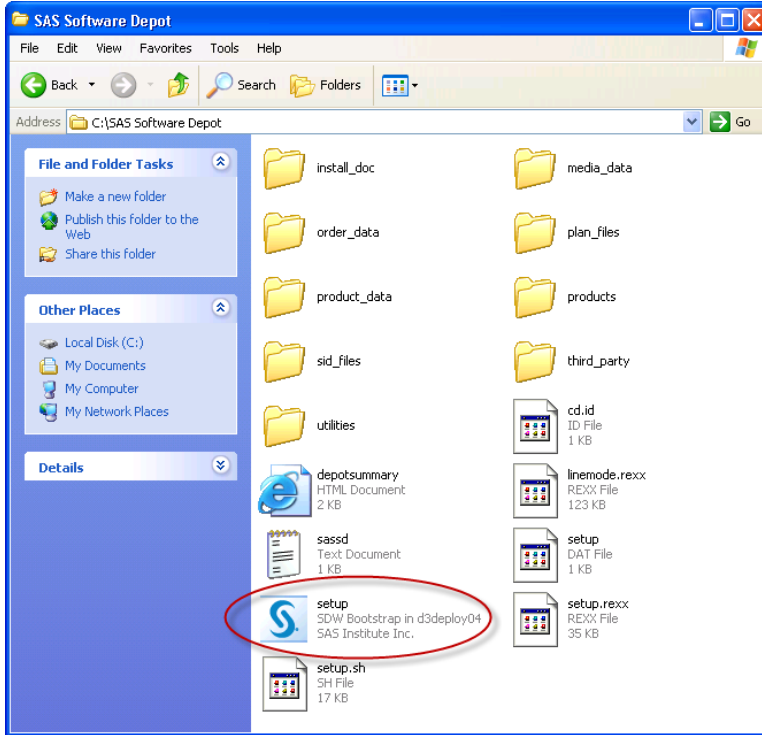 SAS Software Depot
File Edit View Favorites Tools Help
Back Search Folders
Address C:\SAS Software Depot Go
File and Folder Tasks
Make a new folder
Publish this folder to the
Web
Share this folder
Other Places
Local Disk (C:)
My Documents
My Computer
My Network Places
Details
install_doc
media_data
order_data
plan_files
product_data
products
sid_files
third_party
utilities
cd.id
ID File
1 KB
depotsummary
HTML Document
2 KB
linemode.rexx
REXX File
123 KB
sassd
Text Document
1 KB
setup
DAT File
1 KB
setup
SDW Bootstrap in d3deploy04
SAS Institute Inc.
setup.rexx
REXX File
35 KB
setup.sh
SH File
17 KB